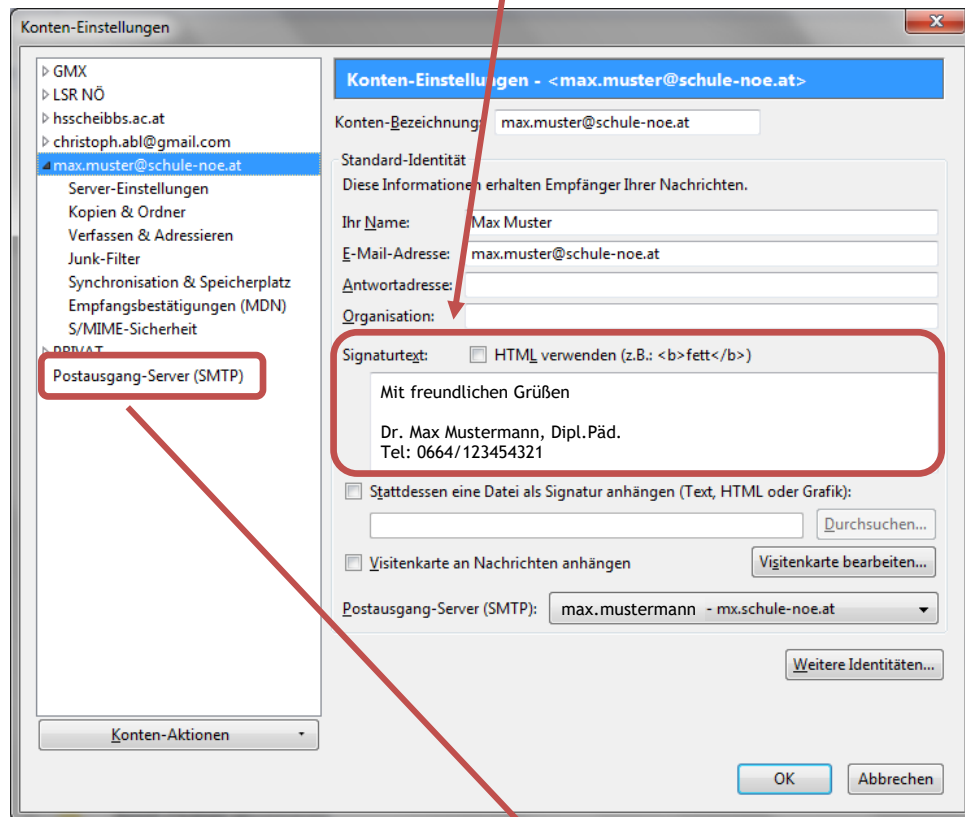 Konten-Einstellungen
GMX
LSR NÖ
hsscheibbs.ac.at
christoph.abl@gmail.com
max.muster@schule-noe.at
Server-Einstellungen
Kopien & Ordner
Verfassen & Adressieren
Junk-Filter
Synchronisation & Speicherplatz
Empfangsbestätigungen (MDN)
S/MIME-Sicherheit
PRIVAT
Postausgang-Server (SMTP)
Konten-Aktionen
Konten-Einstellungen - <max.muster@schule-noe.at>
Konten-Bezeichnung: max.muster@schule-noe.at
Standard-Identität
Diese Informationen erhalten Empfänger Ihrer Nachrichten.
Ihr Name: Max Muster
E-Mail-Adresse: max.muster@schule-noe.at
Antwortadresse:
Organisation:
Signaturtext: HTML verwenden (z.B.: <b>fett</b>)
Mit freundlichen Grüßen
Dr. Max Mustermann, Dipl.Päd.
Tel: 0664/123454321
Stattdessen eine Datei als Signatur anhängen (Text, HTML oder Grafik):
Durchsuchen...
Visitenkarte an Nachrichten anhängen Visitenkarte bearbeiten...
Postausgang-Server (SMTP): max.mustermann - mx.schule-noe.at
Weitere Identitäten...
OK Abbrechen